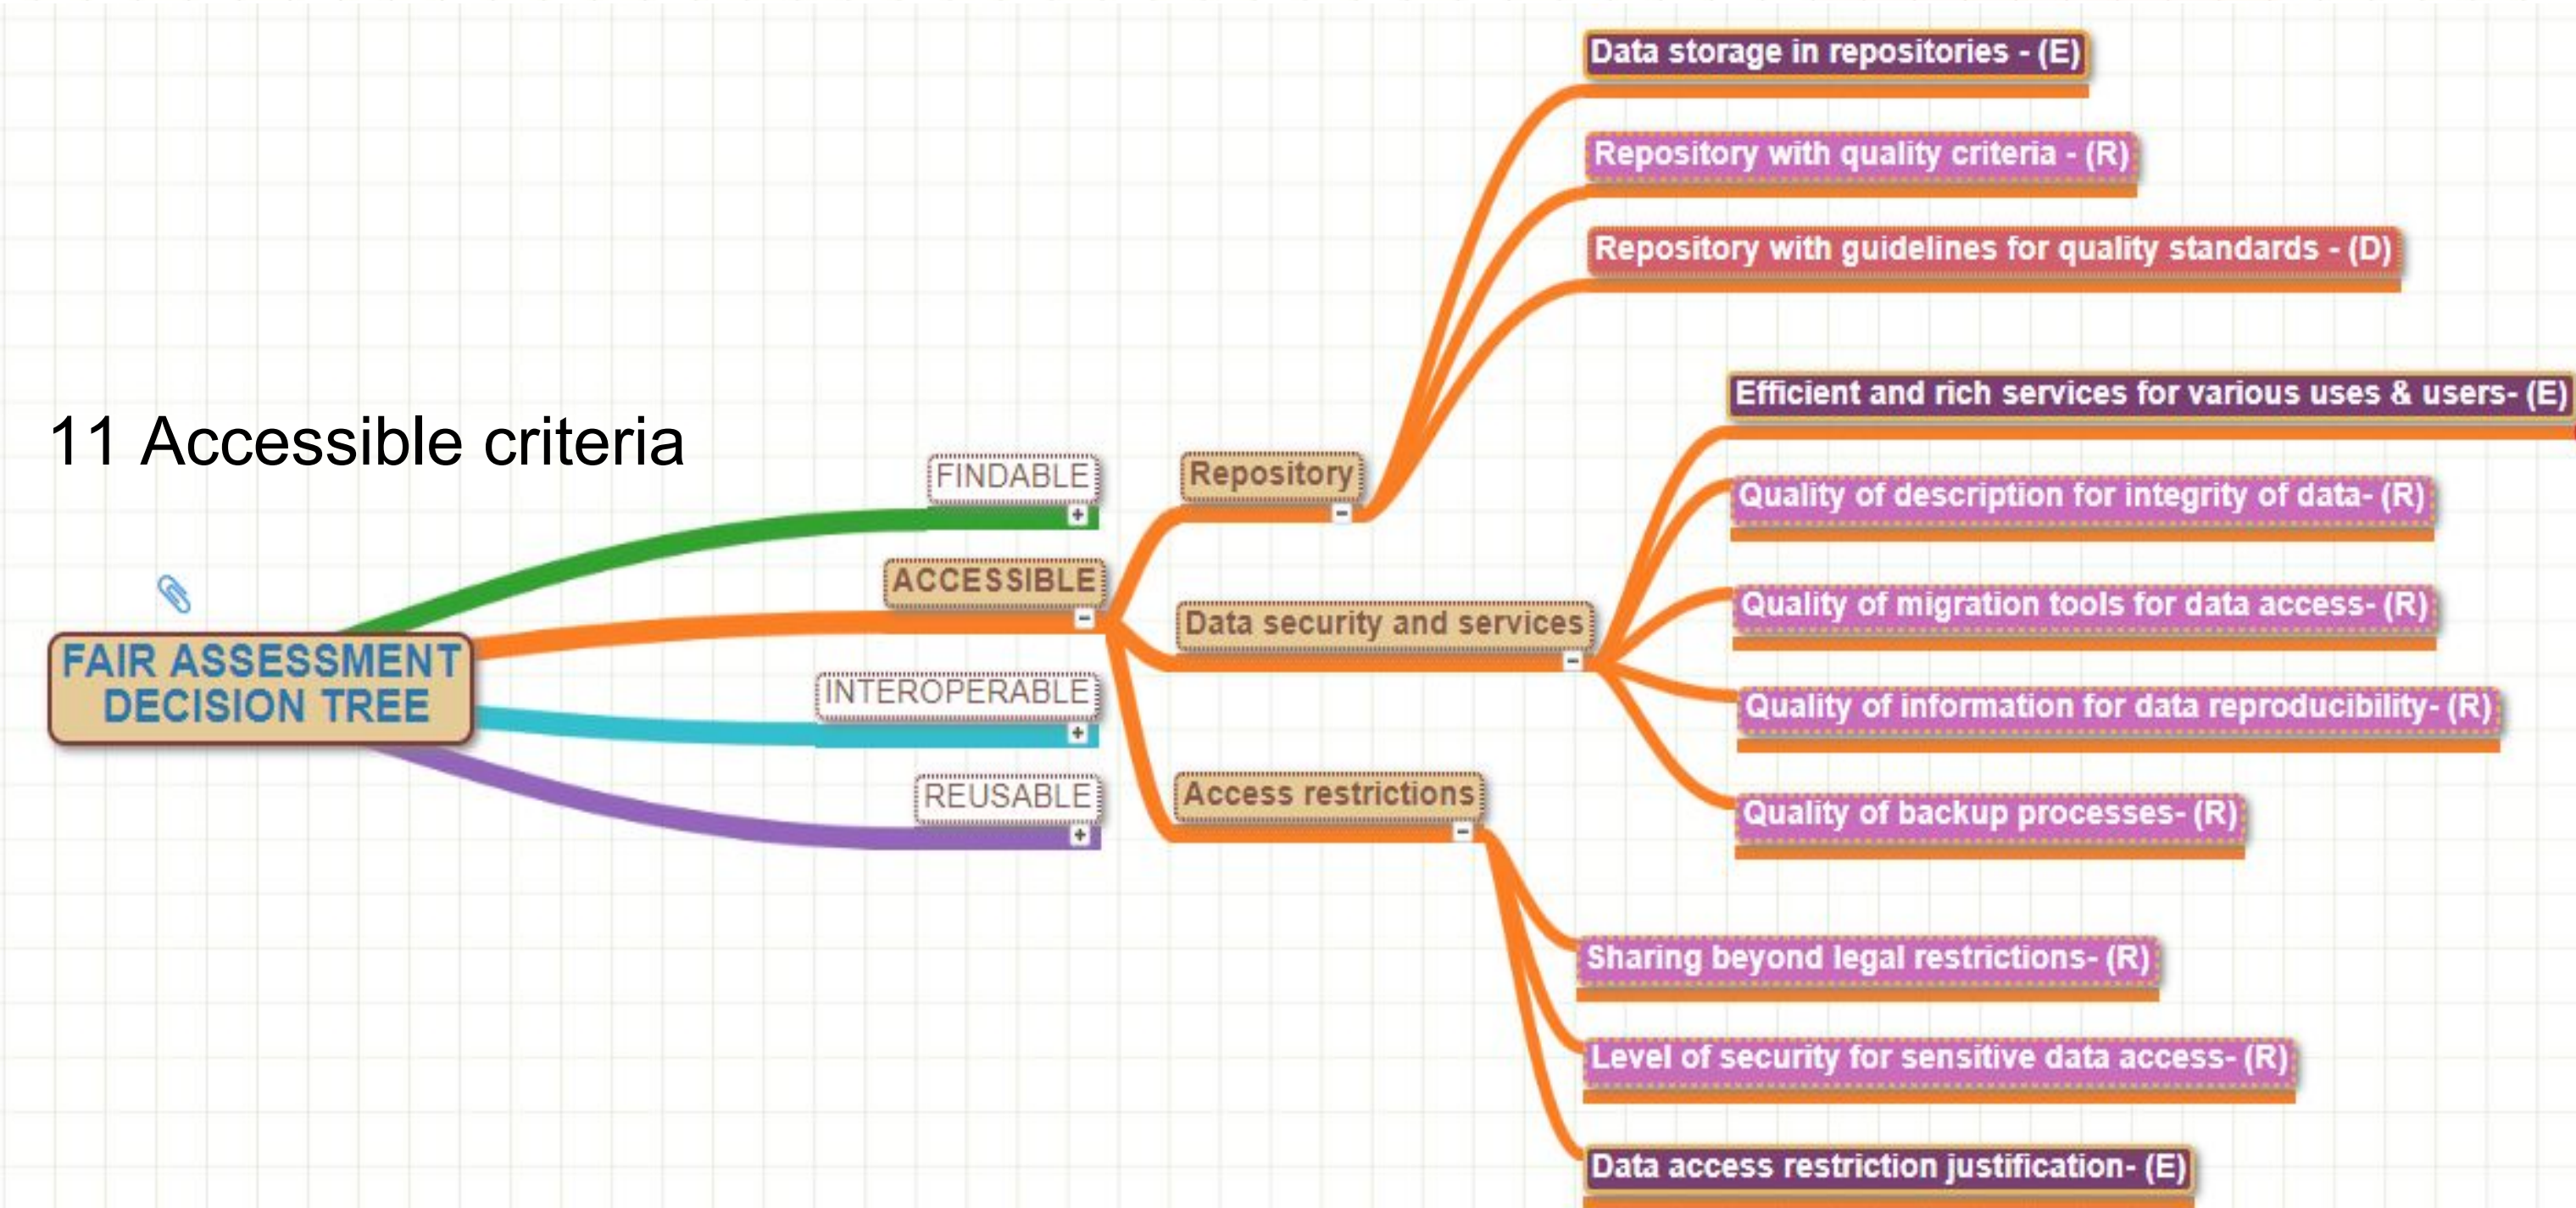 11 Accessible criteria
FAIR ASSESSMENT
DECISION TREE
FINDABLE
ACCESSIBLE
INTEROPERABLE
REUSABLE
Repository
Data storage in repositories - (E)
Repository with quality criteria - (R)
Repository with guidelines for quality standards - (D)
Data security and services
Efficient and rich services for various uses & users- (E)
Quality of description for integrity of data- (R)
Quality of migration tools for data access- (R)
Quality of information for data reproducibility- (R)
Quality of backup processes- (R)
Access restrictions
Sharing beyond legal restrictions- (R)
Level of security for sensitive data access- (R)
Data access restriction justification- (E)